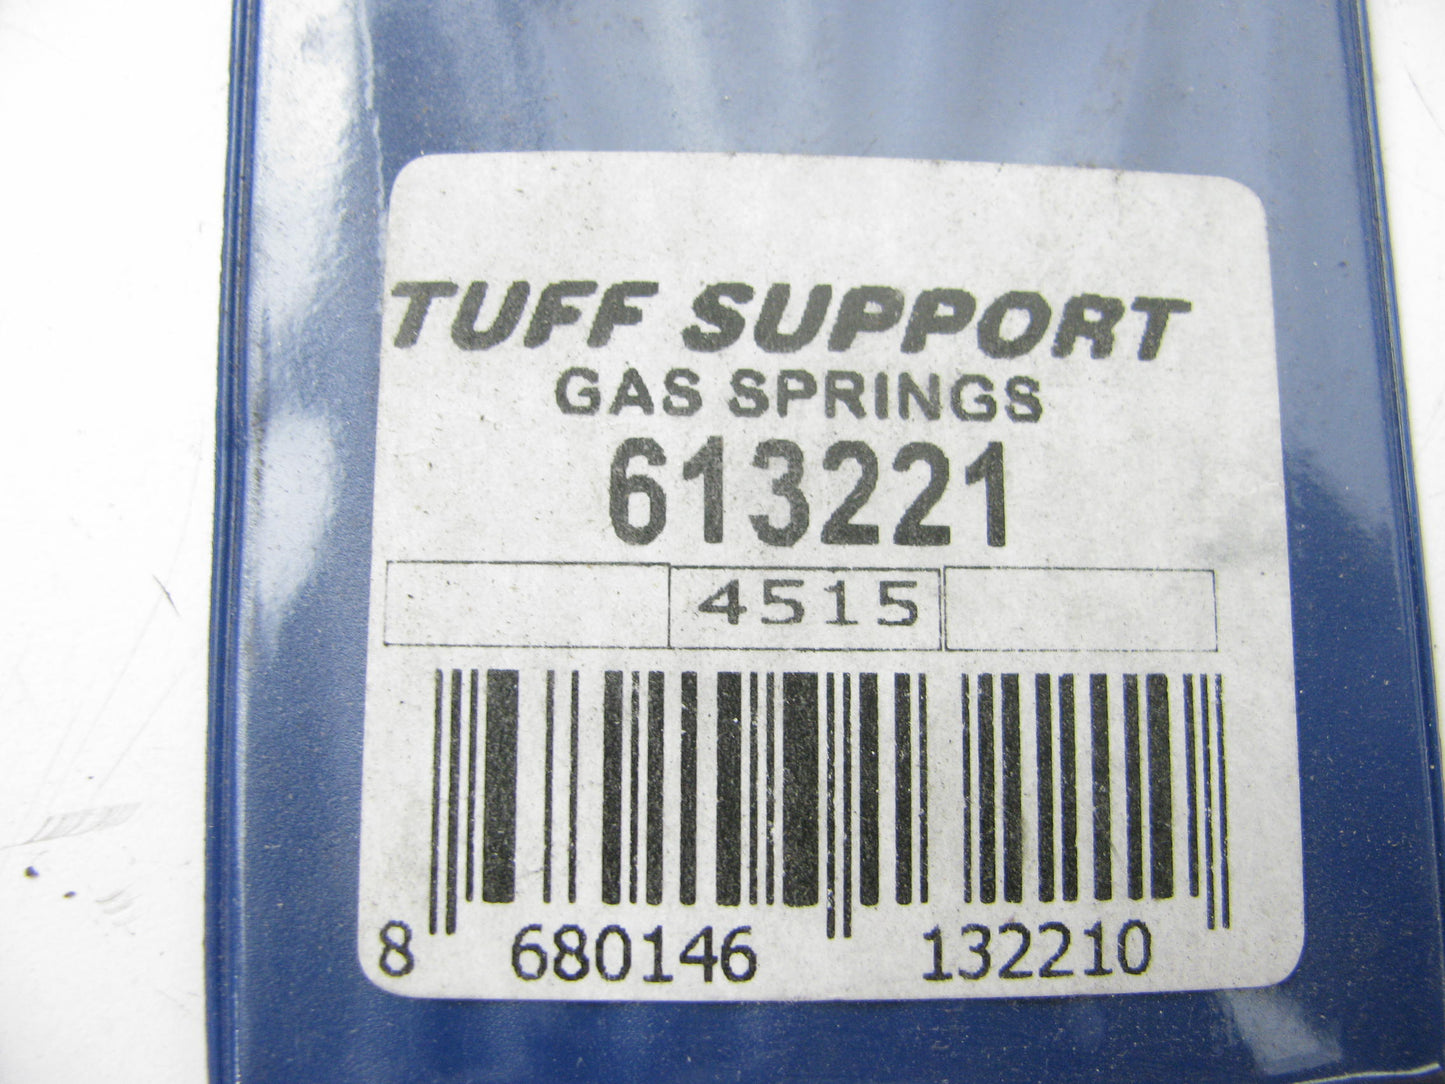 TUFF SUPPORT
GAS SPRINGS
613221
4515
8 680146 132210